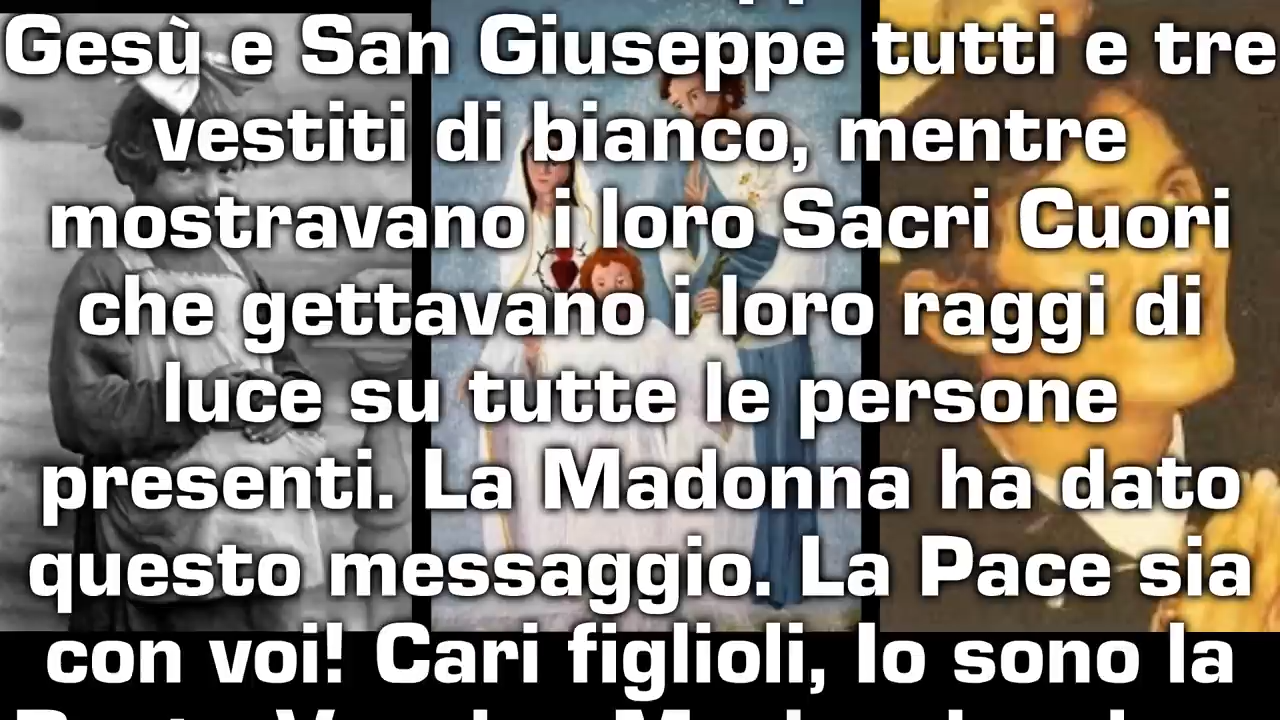 Gesù e San Giuseppe tutti e tre
vestiti di bianco, mentre
mostravano i loro Sacri Cuori
che gettavano i loro raggi di
luce su tutte le persone
presenti. La Madonna ha dato
questo messaggio. La Pace sia
con voi! Cari figlioli, Io sono la